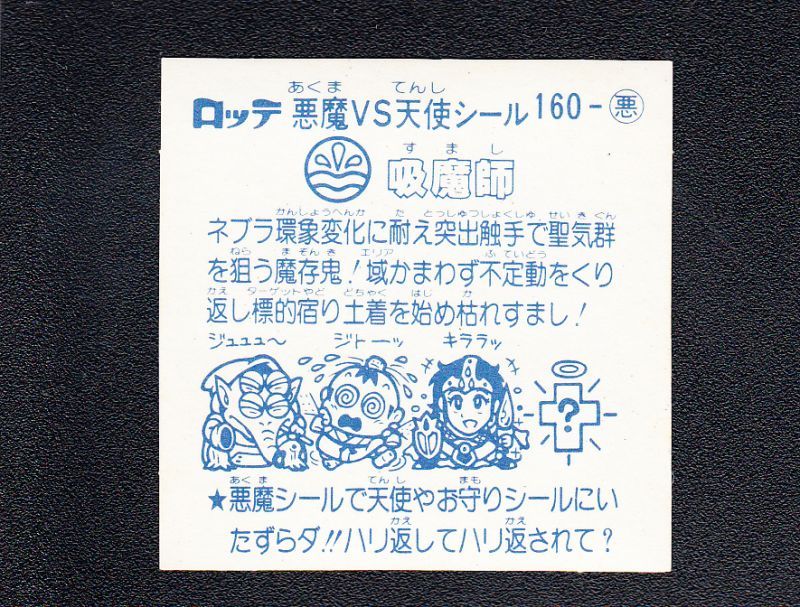 あくま てんし
ロッテ 悪魔VS天使シール 160-悪
すまし
吸魔師
かんしょうへんか た とっしゅつしょくしゅ せいきぐん
ネブラ環象変化に耐え突出触手で聖気群
ねら まぞんき エリア ふていどう
を狙う魔存鬼!域かまわず不定動をくり
かえ ターゲットやど どちゃく はじ か
返し標的宿り土着を始め枯れすまし!
ジュュュ〜 ジトーッ キララッ
?
あくま てんし まも
★悪魔シールで天使やお守りシールにい
かえ かえ
たずらダ!!ハリ返してハリ返されて?